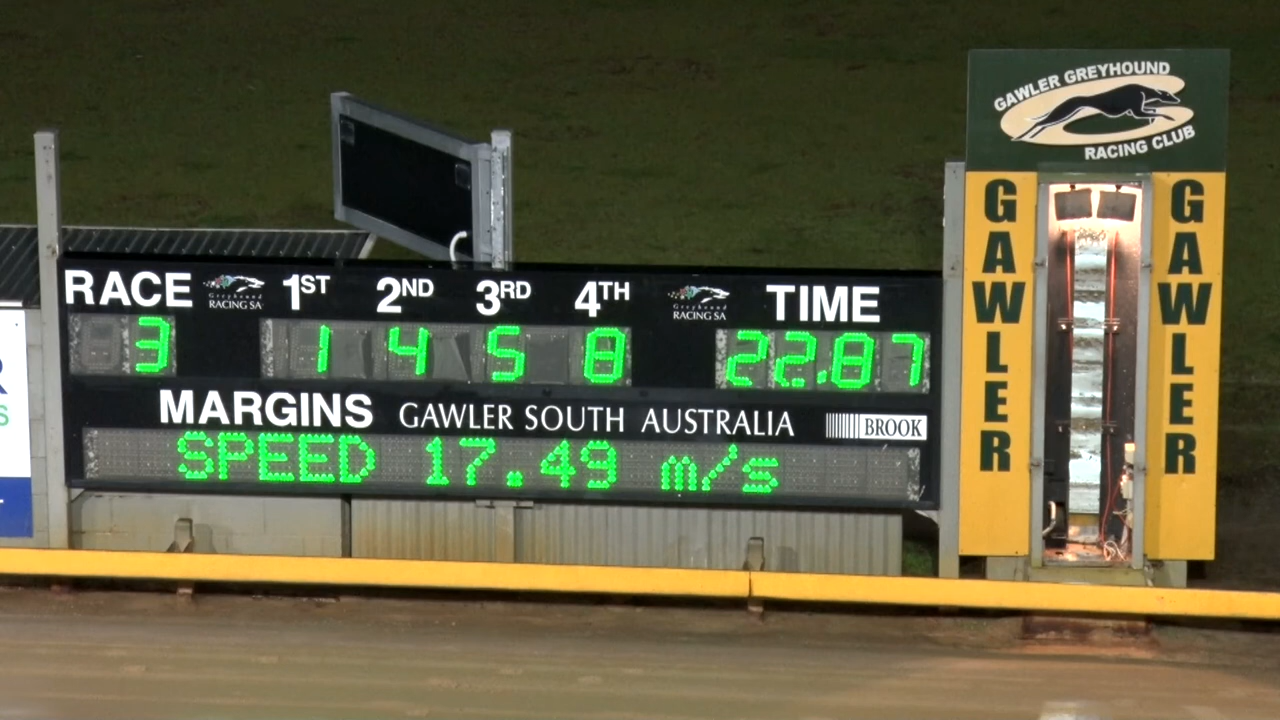 GAWLER GREYHOUND
RACING CLUB
GAWLER
GAWLER
RACE
Greyhound
RACING SA
1ST 2ND 3RD 4TH
Greyhound
RACING SA
TIME
3 1 4 5 8 22.87
MARGINS GAWLER SOUTH AUSTRALIA BROOK
SPEED 17.49 m/s
R
S